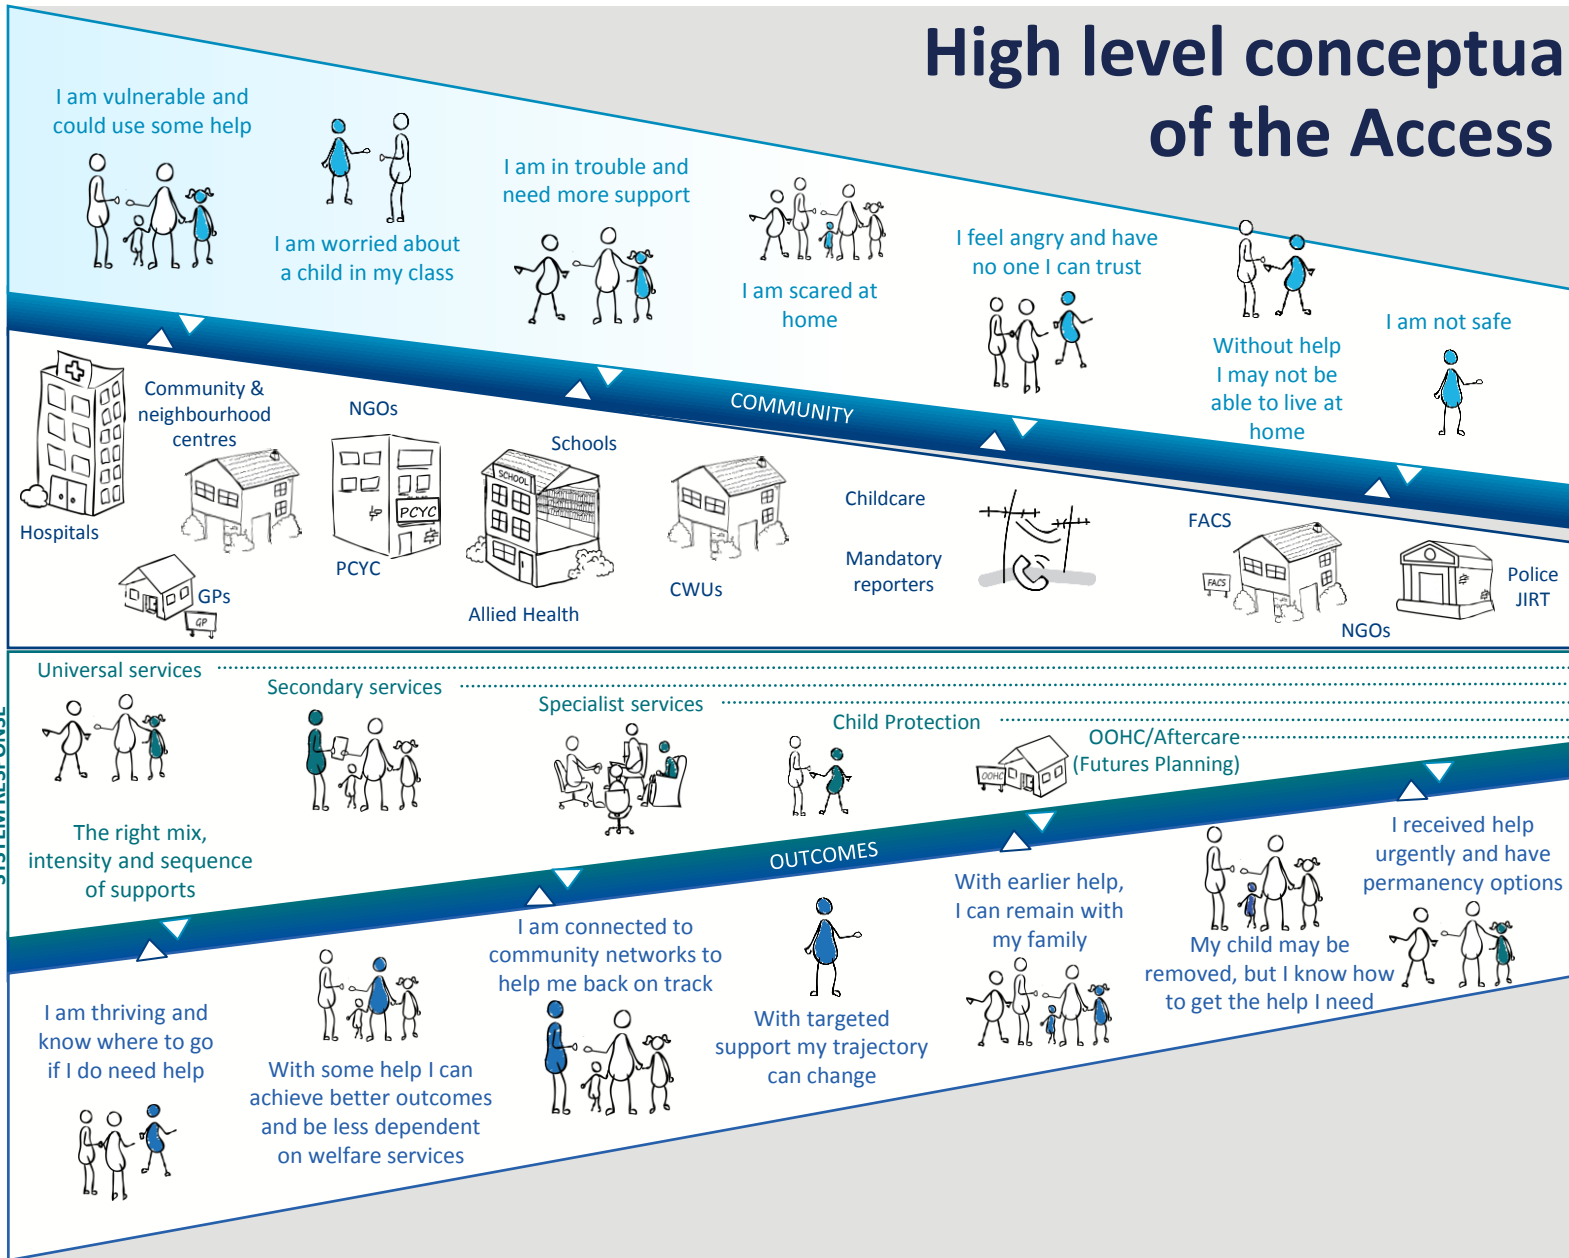 High level conceptua
of the Access
I am vulnerable and
could use some help
I am worried about
a child in my class
I am in trouble and
need more support
I am scared at
home
I feel angry and have
no one I can trust
Without help
I may not be
able to live at
home
I am not safe
COMMUNITY
Hospitals
Community &
neighbourhood
centres
GPs
GP
NGOs
PCYC
PCYC
Schools
SCHOOL
Allied Health
CWUs
Childcare
Mandatory
reporters
FACS
FACS
NGOs
Police
JIRT
SYSTEM RESPONSE
Universal services
Secondary services
Specialist services
Child Protection
OOHC/Aftercare
(Futures Planning)
OOHC
The right mix,
intensity and sequence
of supports
OUTCOMES
I am thriving and
know where to go
if I do need help
With some help I can
achieve better outcomes
and be less dependent
on welfare services
I am connected to
community networks to
help me back on track
With targeted
support my trajectory
can change
With earlier help,
I can remain with
my family
My child may be
removed, but I know how
to get the help I need
I received help
urgently and have
permanency options